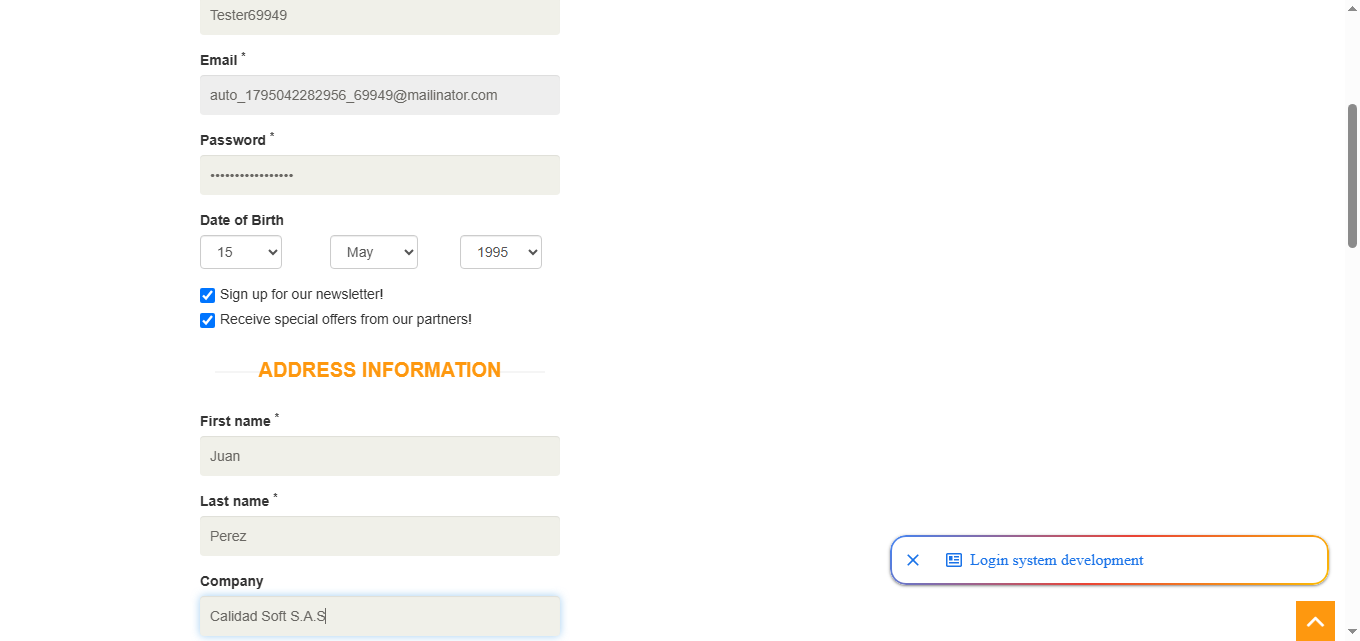 Tester69949
Email *
auto_1795042282956_69949@mailinator.com
Password *
•••••••••••••••••
Date of Birth
15 May 1995
Sign up for our newsletter!
Receive special offers from our partners!
ADDRESS INFORMATION
First name *
Juan
Last name *
Perez
Company
Calidad Soft S.A.S
Login system development